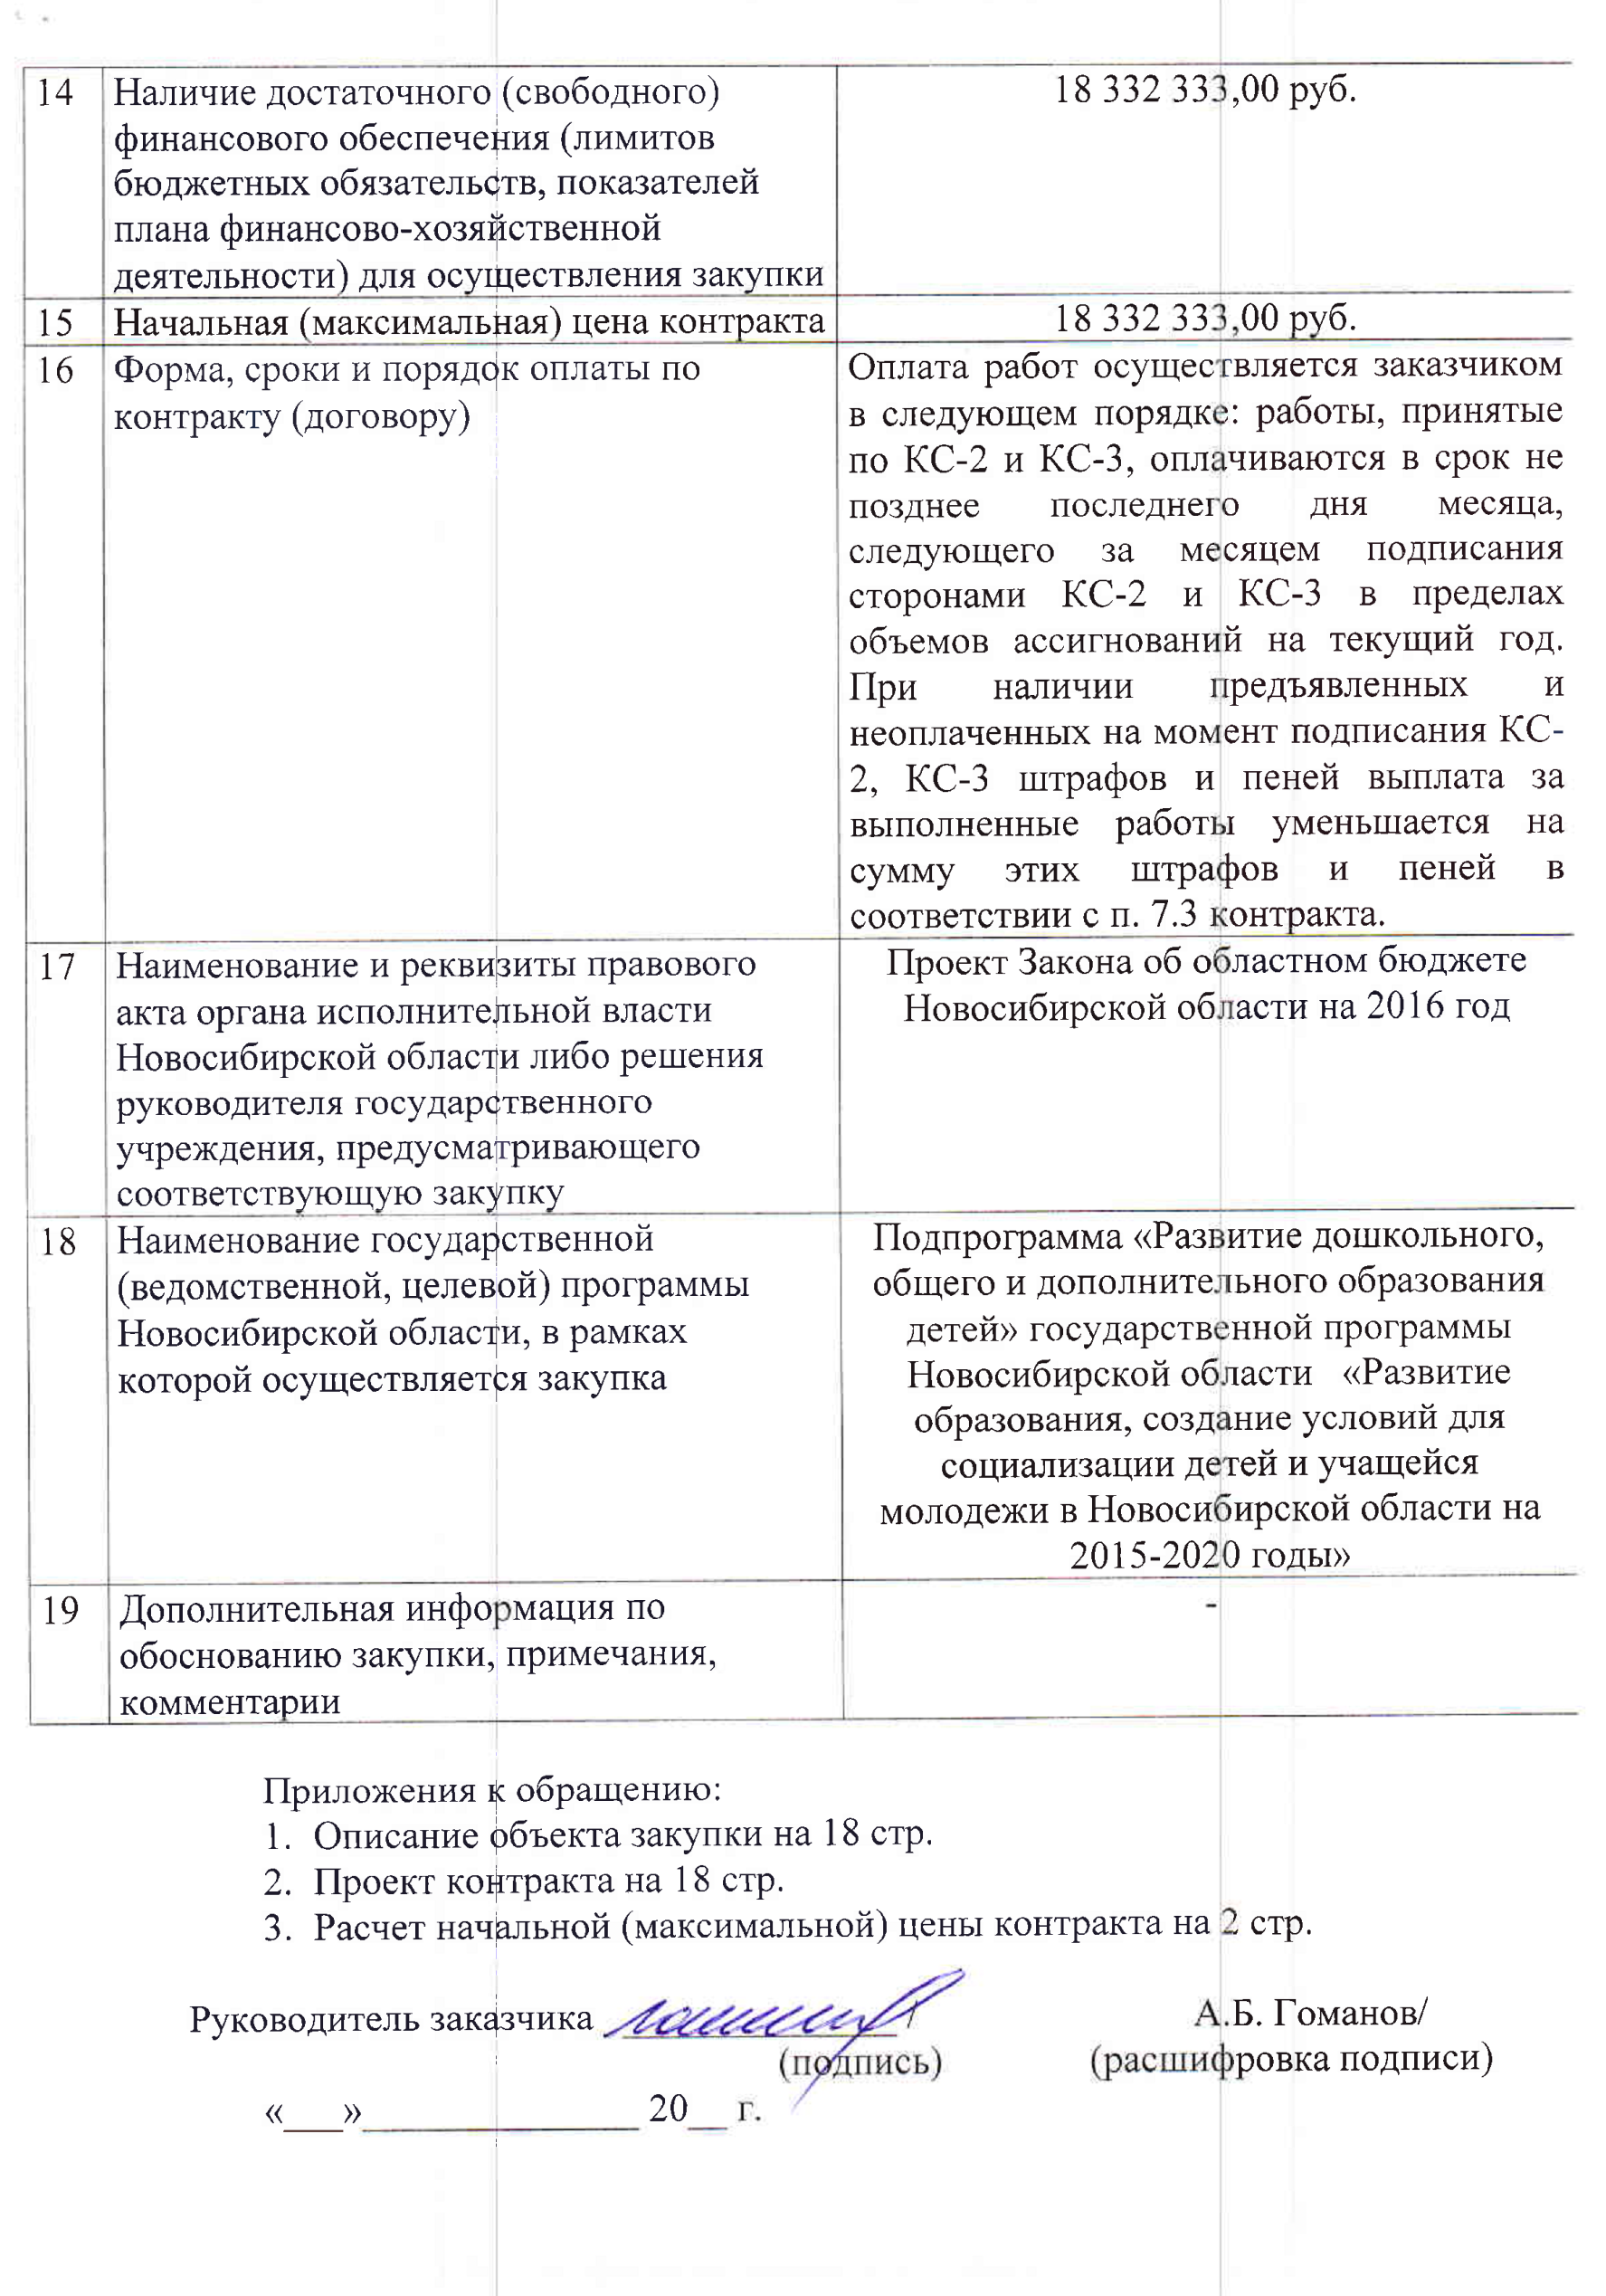 14
Наличие достаточного (свободного)
финансового обеспечения (лимитов
бюджетных обязательств, показателей
плана финансово-хозяйственной
деятельности) для осуществления закупки
18 332 333,00 руб.
15
Начальная (максимальная) цена контракта
18 332 333,00 руб.
16
Форма, сроки и порядок оплаты по
контракту (договору)
Оплата работ осуществляется заказчиком
в следующем порядке: работы, принятые
по КС-2 и КС-3, оплачиваются в срок не
позднее последнего дня месяца,
следующего за месяцем подписания
сторонами КС-2 и КС-3 в пределах
объемов ассигнований на текущий год.
При наличии предъявленных и
неоплаченных на момент подписания КС-
2, КС-3 штрафов и пеней выплата за
выполненные работы уменьшается на
сумму этих штрафов и пеней в
соответствии с п. 7.3 контракта.
17
Наименование и реквизиты правового
акта органа исполнительной власти
Новосибирской области либо решения
руководителя государственного
учреждения, предусматривающего
соответствующую закупку
Проект Закона об областном бюджете
Новосибирской области на 2016 год
18
Наименование государственной
(ведомственной, целевой) программы
Новосибирской области, в рамках
которой осуществляется закупка
Подпрограмма «Развитие дошкольного,
общего и дополнительного образования
детей» государственной программы
Новосибирской области «Развитие
образования, создание условий для
социализации детей и учащейся
молодежи в Новосибирской области на
2015-2020 годы»
19
Дополнительная информация по
обоснованию закупки, примечания,
комментарии
-
Приложения к обращению:
1. Описание объекта закупки на 18 стр.
2. Проект контракта на 18 стр.
3. Расчет начальной (максимальной) цены контракта на 2 стр.
Руководитель заказчика _______________/ А.Б. Гоманов/
(подпись) (расшифровка подписи)
«___»______________ 20__ г.